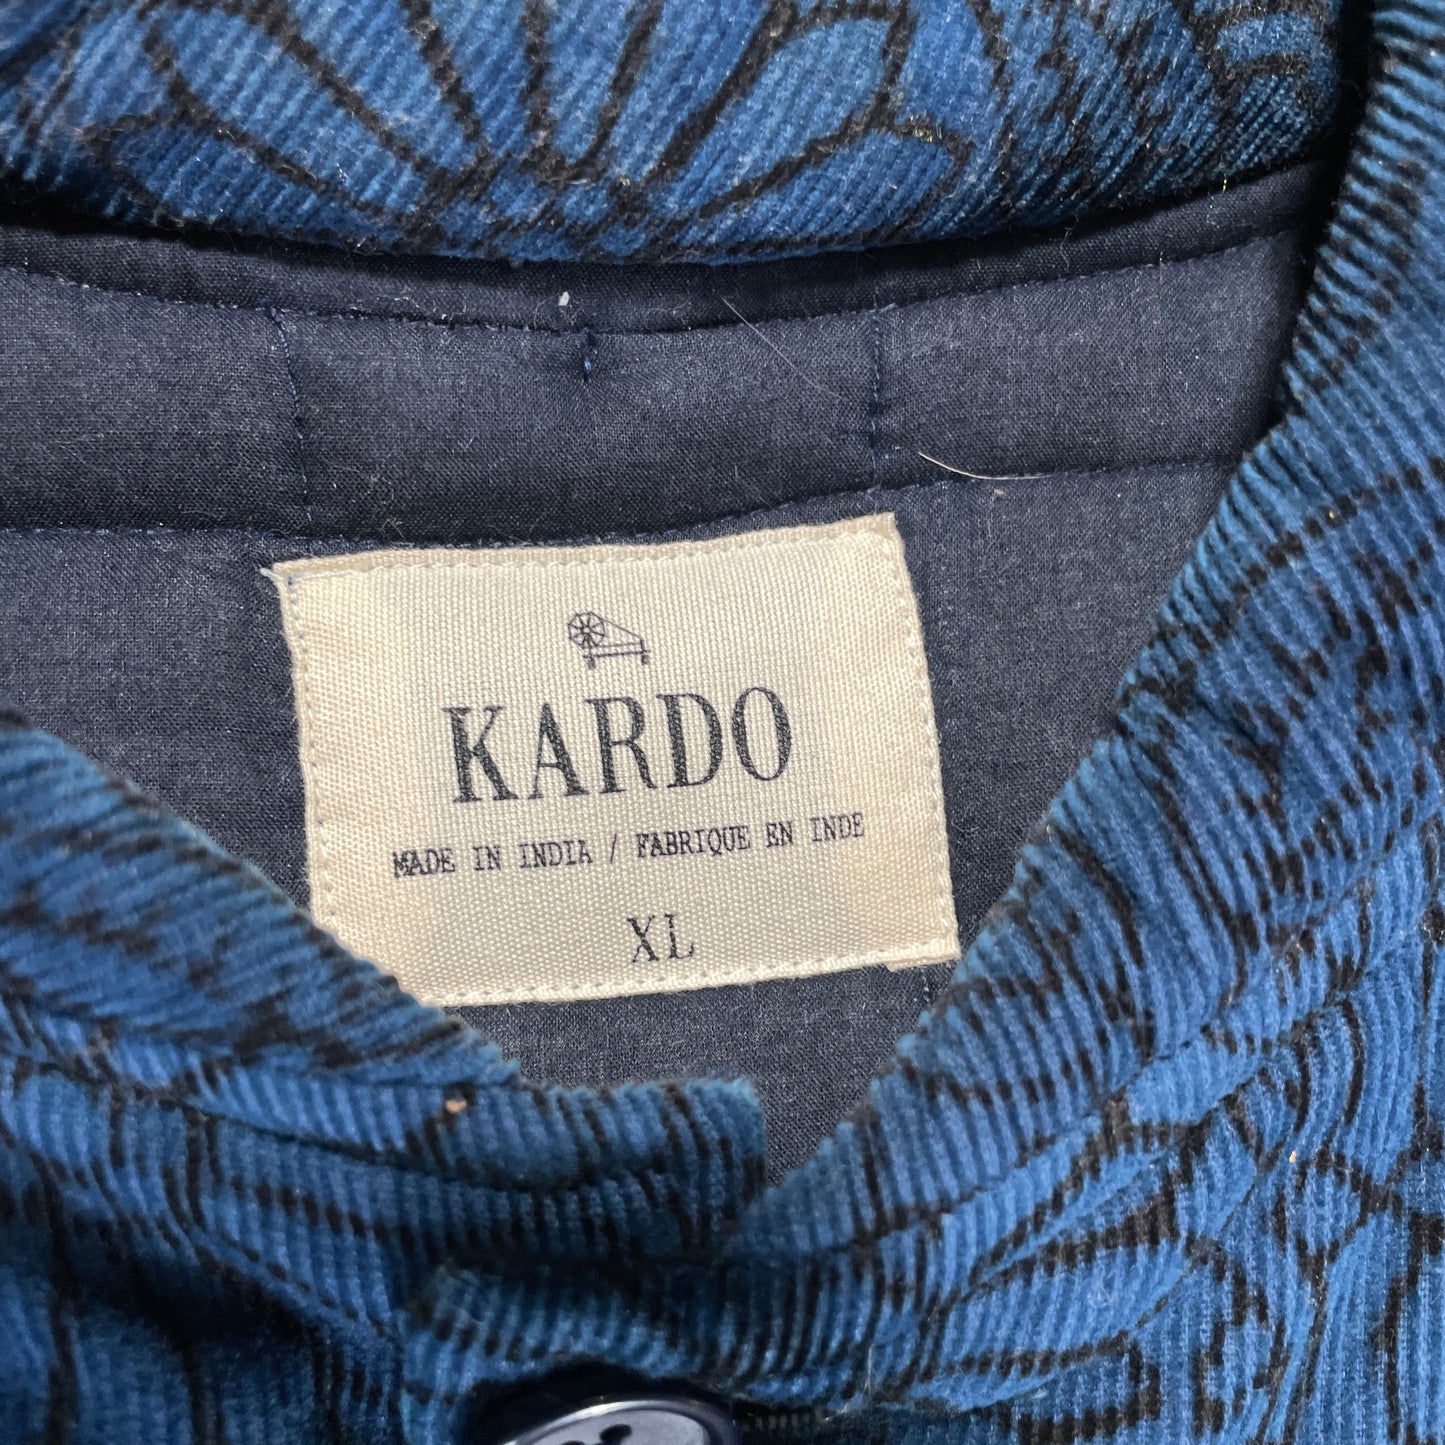 KARDO
MADE IN INDIA / FABRIQUE EN INDE
XL